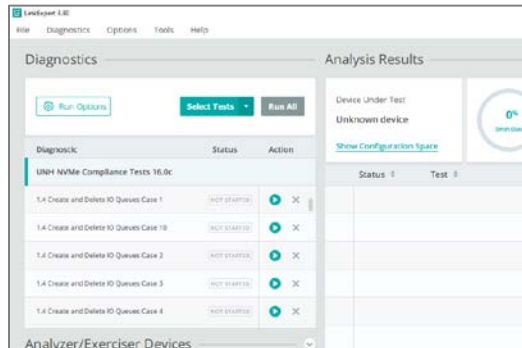 LinkExpert 3.80
File Diagnostics Options Tools Help
Diagnostics
Analysis Results
Run Options
Select Tests
Run All
Device Under Test
Unknown device
Show Configuration Space
0%
Diagnostic Status Action
Status Test
UNH NVMe Compliance Tests 16.0c
1.4 Create and Delete IO Queues Case 1 NOT STARTED
1.4 Create and Delete IO Queues Case 10 NOT STARTED
1.4 Create and Delete IO Queues Case 2 NOT STARTED
1.4 Create and Delete IO Queues Case 3 NOT STARTED
1.4 Create and Delete IO Queues Case 4 NOT STARTED
Analyzer/Exerciser Devices